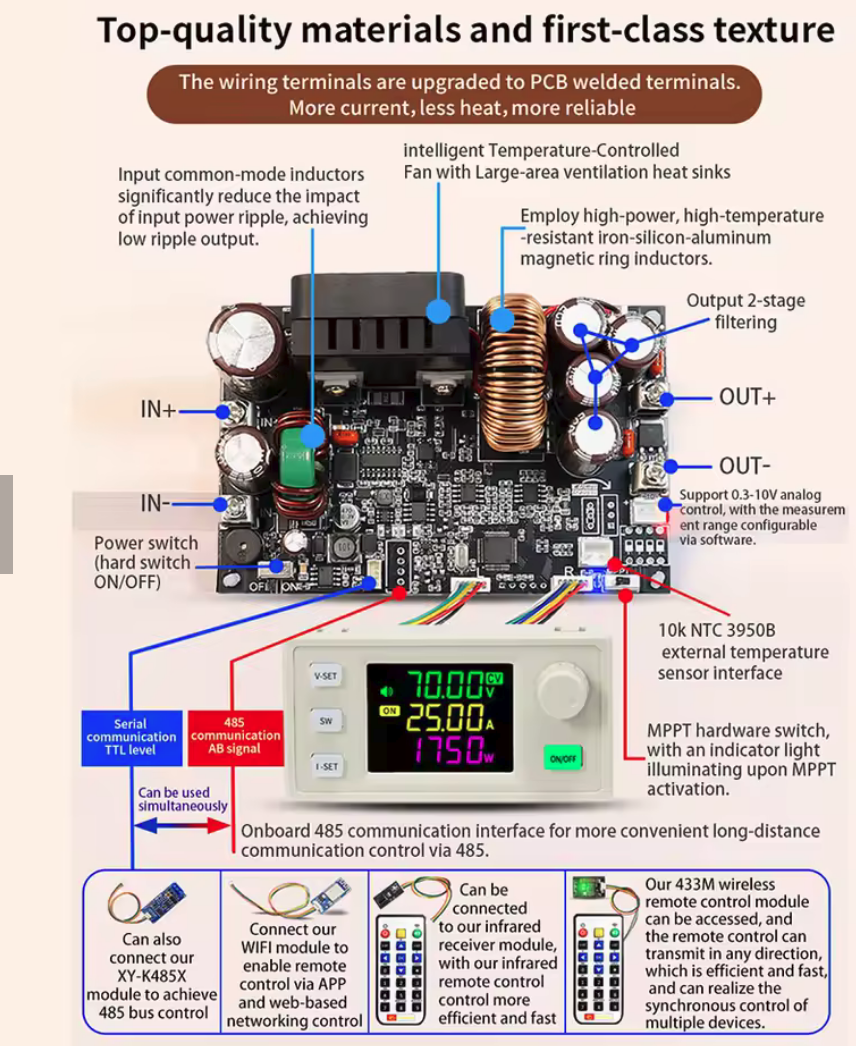 Top-quality materials and first-class texture
The wiring terminals are upgraded to PCB welded terminals.
More current, less heat, more reliable
intelligent Temperature-Controlled
Fan with Large-area ventilation heat sinks
Input common-mode inductors
significantly reduce the impact
of input power ripple, achieving
low ripple output.
Employ high-power, high-temperature
-resistant iron-silicon-aluminum
magnetic ring inductors.
Output 2-stage
filtering
IN+
IN
OUT+
OUT-
IN-
Support 0.3-10V analog
control, with the measurem
ent range configurable
via software.
Power switch
(hard switch
ON/OFF)
ON
R
10k NTC 3950B
external temperature
sensor interface
V-SET
SW
I-SET
70.00V
CV
ON
25.00A
1750W
ON/OFF
MPPT hardware switch,
with an indicator light
illuminating upon MPPT
activation.
Serial
communication
TTL level
485
communication
AB signal
Can be used
simultaneously
Onboard 485 communication interface for more convenient long-distance
communication control via 485.
Can also
connect our
XY-K485X
module to achieve
485 bus control
Connect our
WIFI module to
enable remote
control via APP
and web-based
networking control
Can be
connected
to our infrared
receiver module,
with our infrared
remote control
control more
efficient and fast
Our 433M wireless
remote control module
can be accessed, and
the remote control can
transmit in any direction,
which is efficient and fast,
and can realize the
synchronous control of
multiple devices.